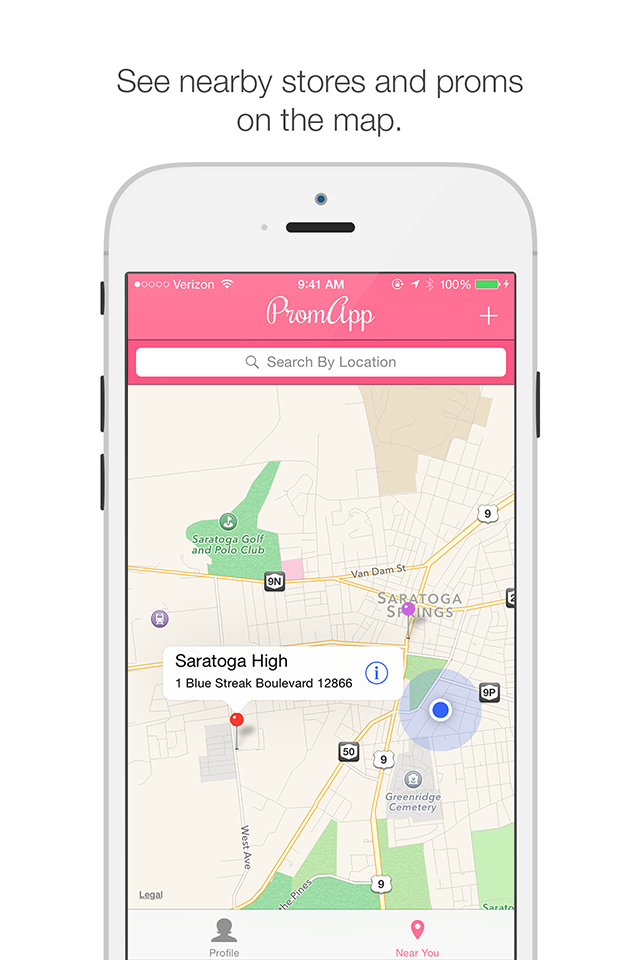 See nearby stores and proms
on the map.
Verizon 9:41 AM 100%
PromApp
+
Search By Location
9
Saratoga Golf
and Polo Club
Van Dam St
9N
SARATOGA
SPRINGS
2
Saratoga High
1 Blue Streak Boulevard 12866
i
9P
50
9
Greenridge
Cemetery
West Ave
9
the Pines
Legal
Sarato
Profile
Near You